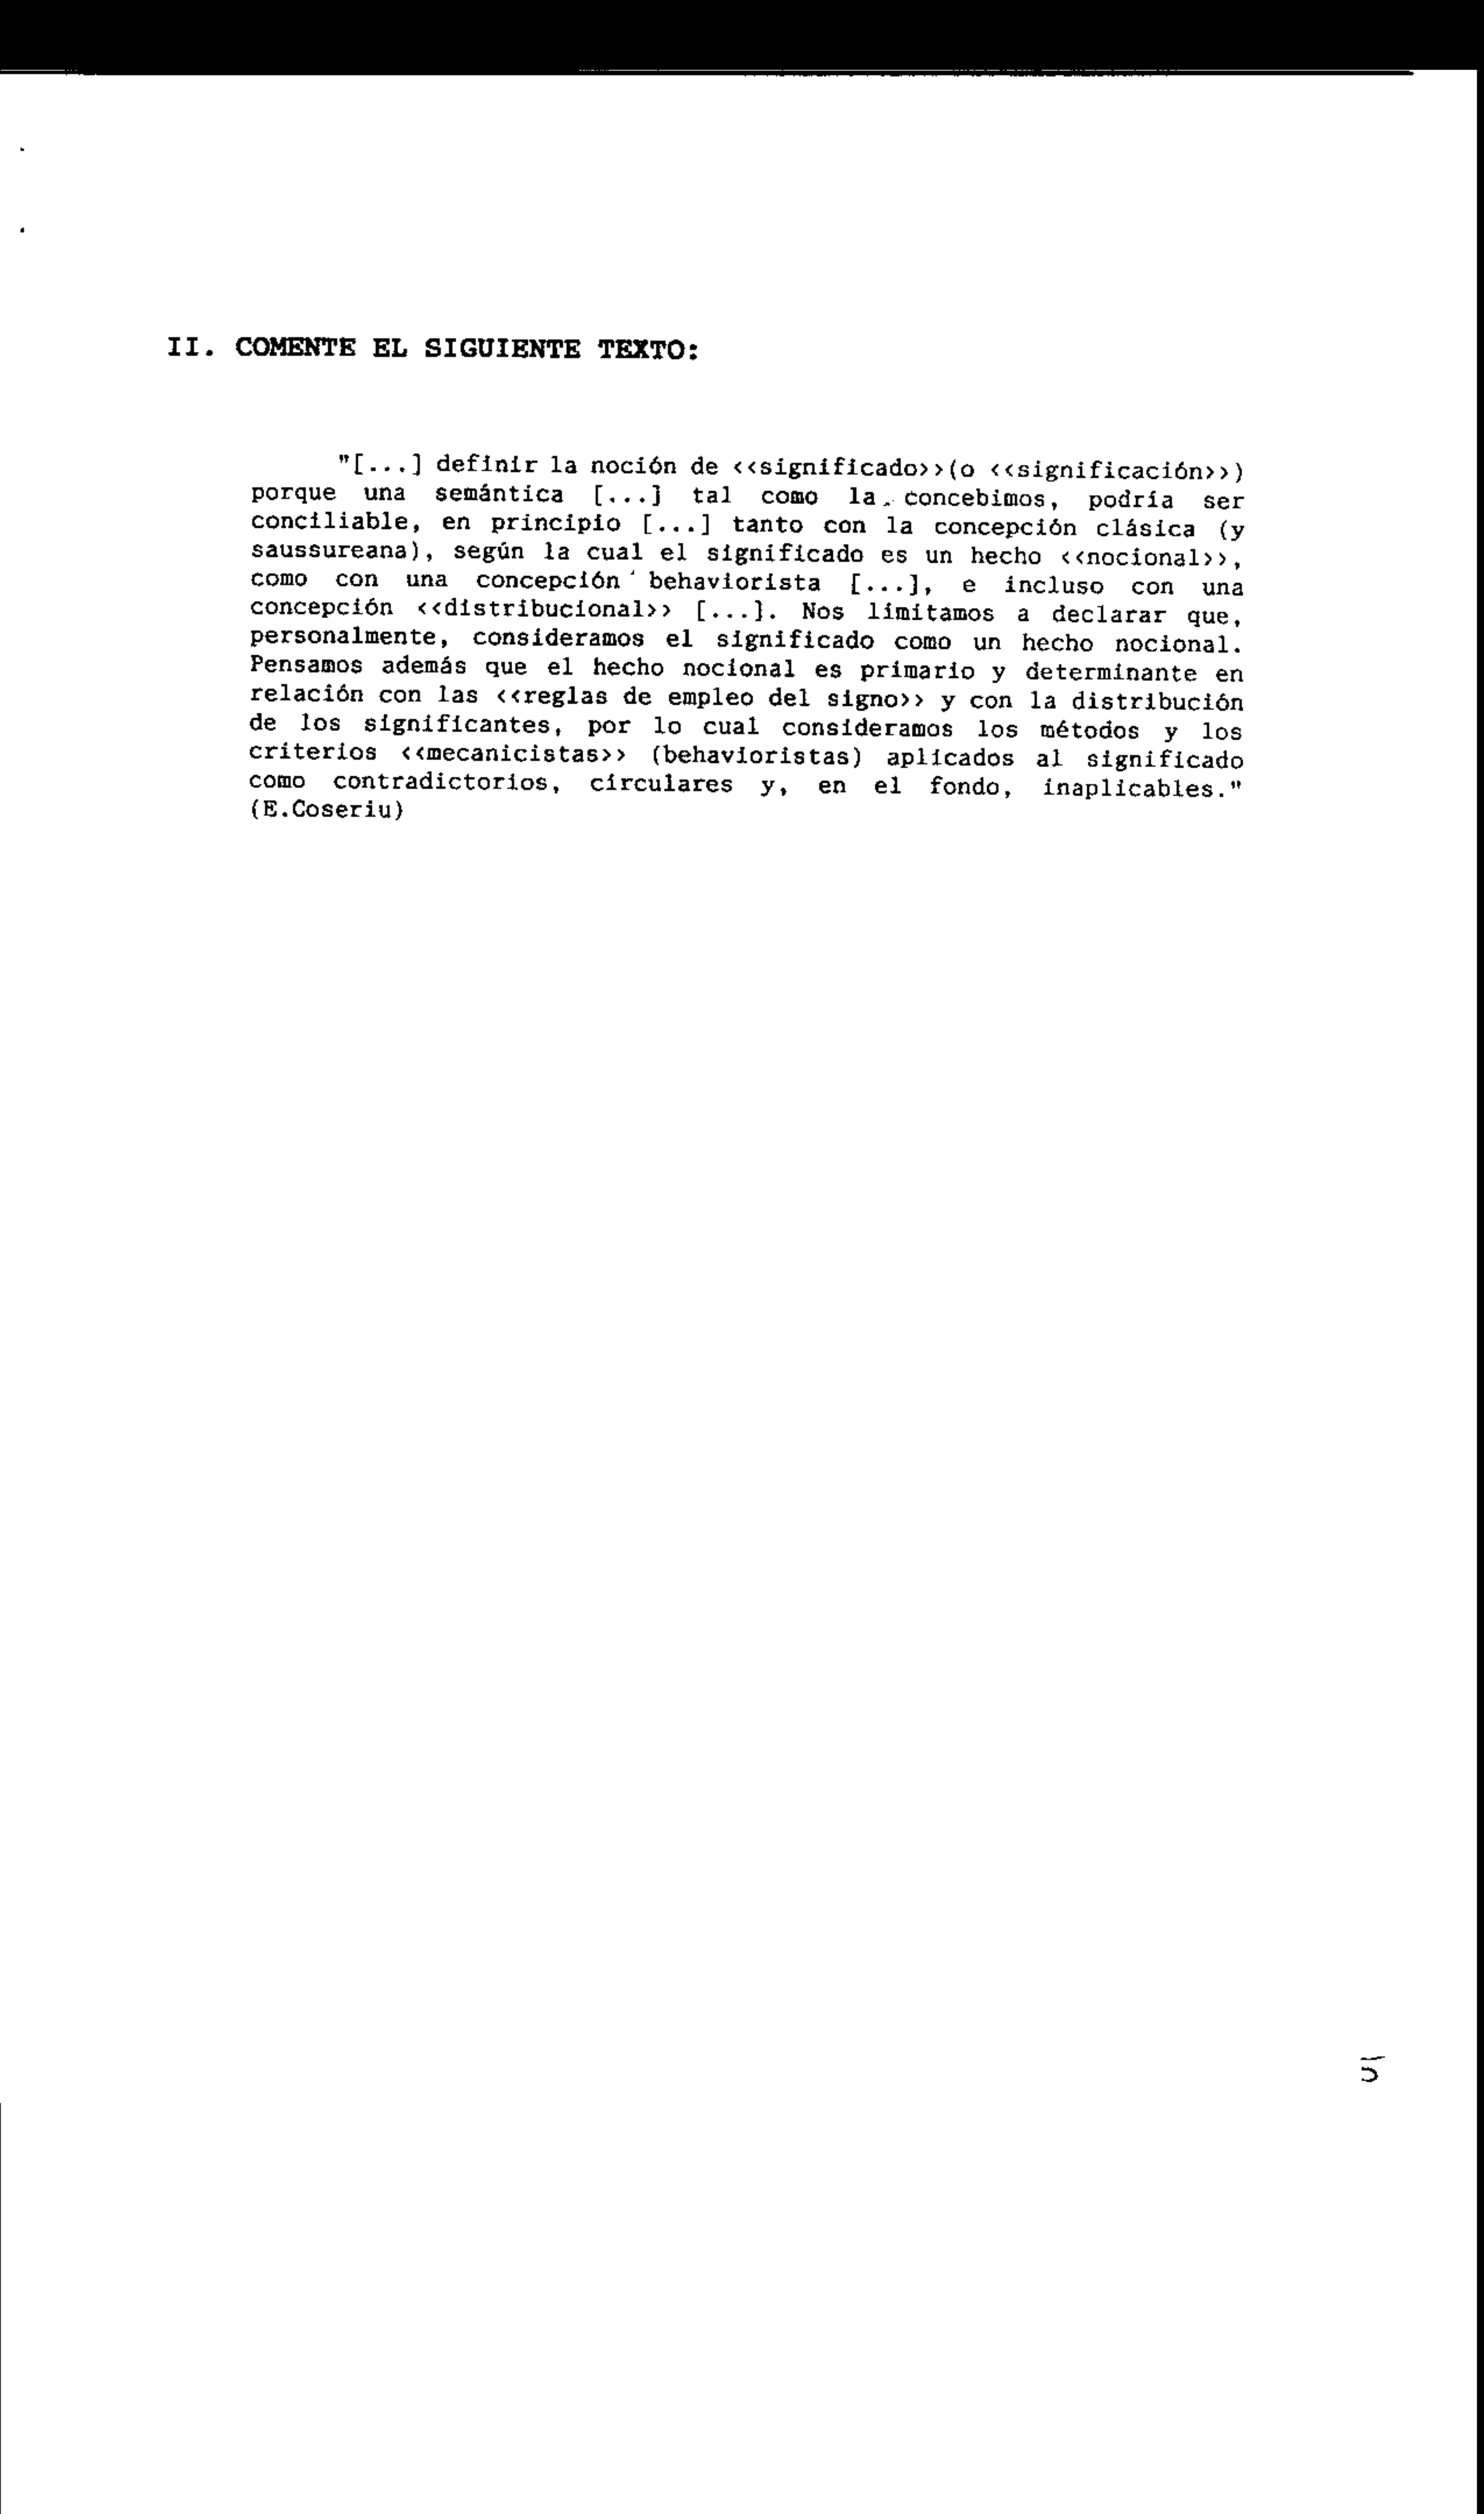 II. COMENTE EL SIGUIENTE TEXTO:
"[...] definir la noción de <<significado>>(o <<significación>>)
porque una semántica [...] tal como la concebimos, podría ser
conciliable, en principio [...] tanto con la concepción clásica (y
saussureana), según la cual el significado es un hecho <<nocional>>,
como con una concepción behaviorista [...], e incluso con una
concepción <<distribucional>> [...]. Nos limitamos a declarar que,
personalmente, consideramos el significado como un hecho nocional.
Pensamos además que el hecho nocional es primario y determinante en
relación con las <<reglas de empleo del signo>> y con la distribución
de los significantes, por lo cual consideramos los métodos y los
criterios <<mecanicistas>> (behavioristas) aplicados al significado
como contradictorios, circulares y, en el fondo, inaplicables."
(E.Coseriu)
5